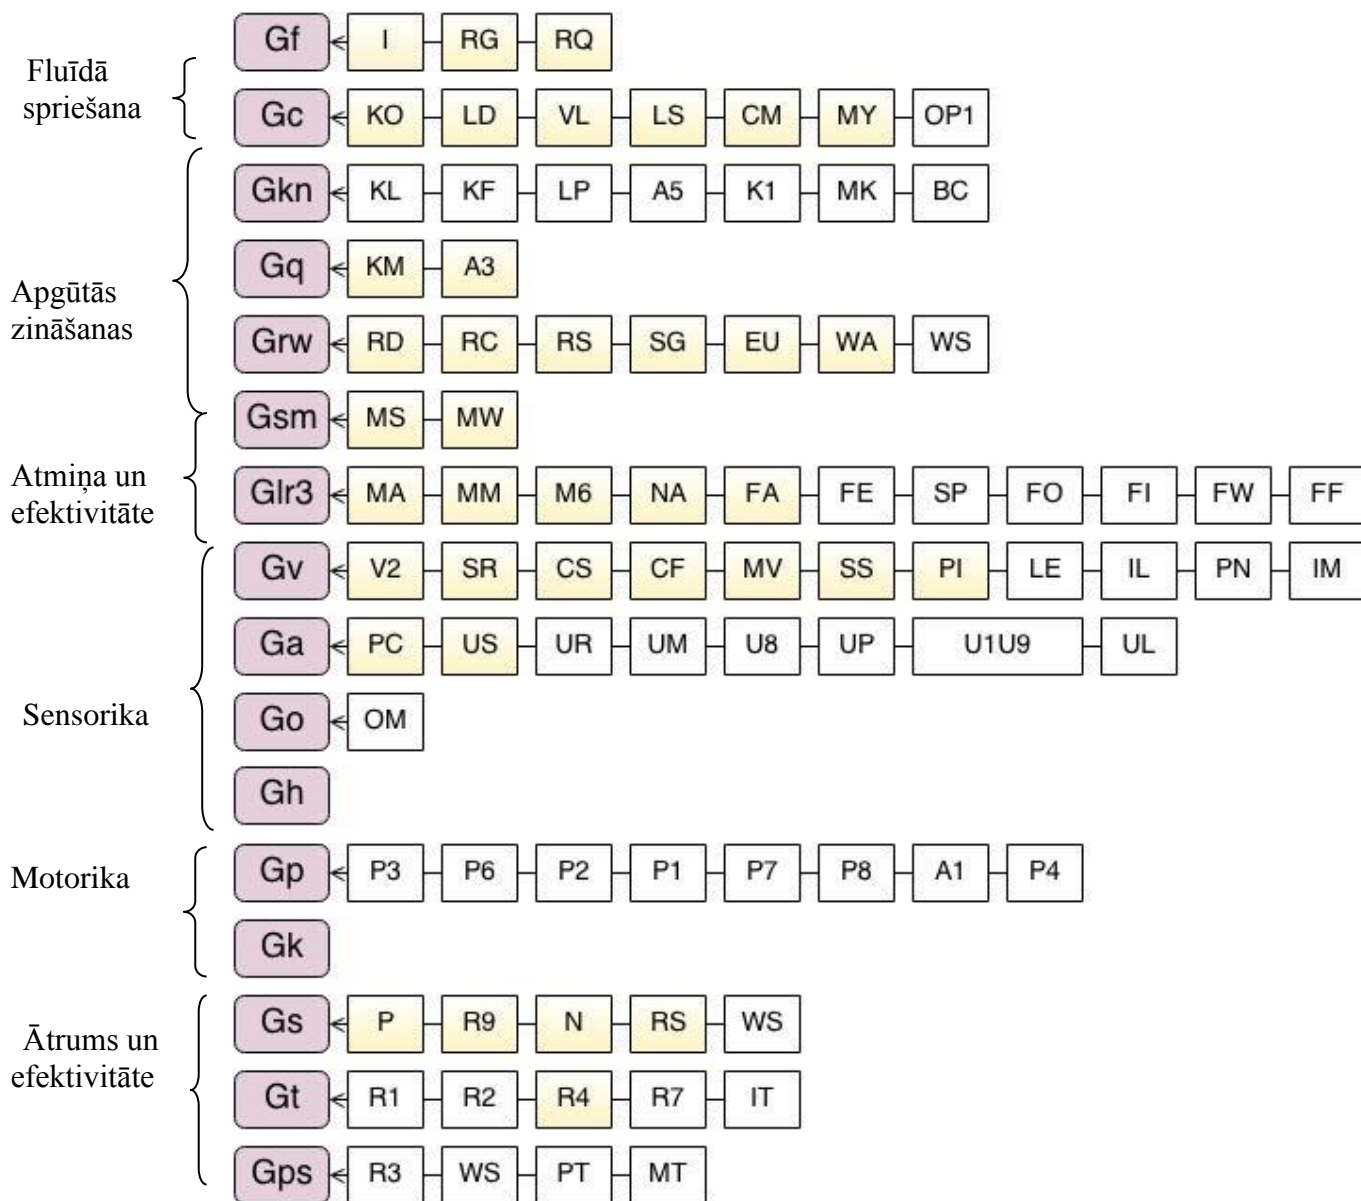 Fluīdā
spriešana
Gf I RG RQ
Gc KO LD VL LS CM MY OP1
Apgūtās
zināšanas
Gkn KL KF LP A5 K1 MK BC
Gq KM A3
Grw RD RC RS SG EU WA WS
Atmiņa un
efektivitāte
Gsm MS MW
Glr3 MA MM M6 NA FA FE SP FO FI FW FF
Sensorika
Gv V2 SR CS CF MV SS PI LE IL PN IM
Ga PC US UR UM U8 UP U1U9 UL
Go OM
Gh
Motorika
Gp P3 P6 P2 P1 P7 P8 A1 P4
Gk
Ātrums un
efektivitāte
Gs P R9 N RS WS
Gt R1 R2 R4 R7 IT
Gps R3 WS PT MT